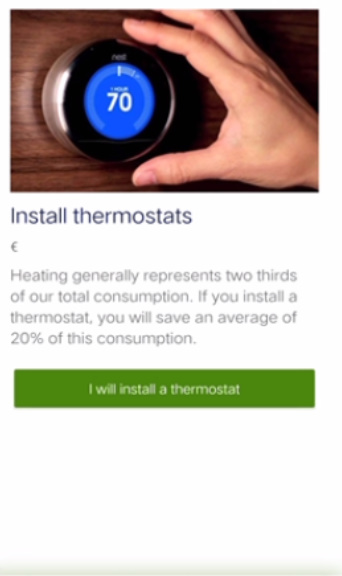 nest
1 HOUR
70
Install thermostats
€
Heating generally represents two thirds
of our total consumption. If you install a
thermostat, you will save an average of
20% of this consumption.
I will install a thermostat